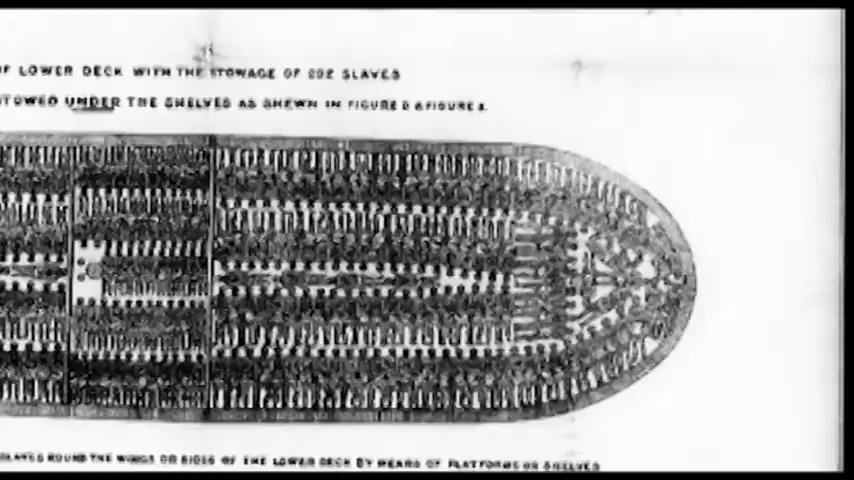 OF LOWER DECK WITH THE STOWAGE OF 292 SLAVES
STOWED UNDER THE SHELVES AS SHEWN IN FIGURE D & FIGURE 5.
SLAVES ROUND THE WINGS OR SIDES OF THE LOWER DECK BY MEANS OF PLATFORMS OR SHELVES